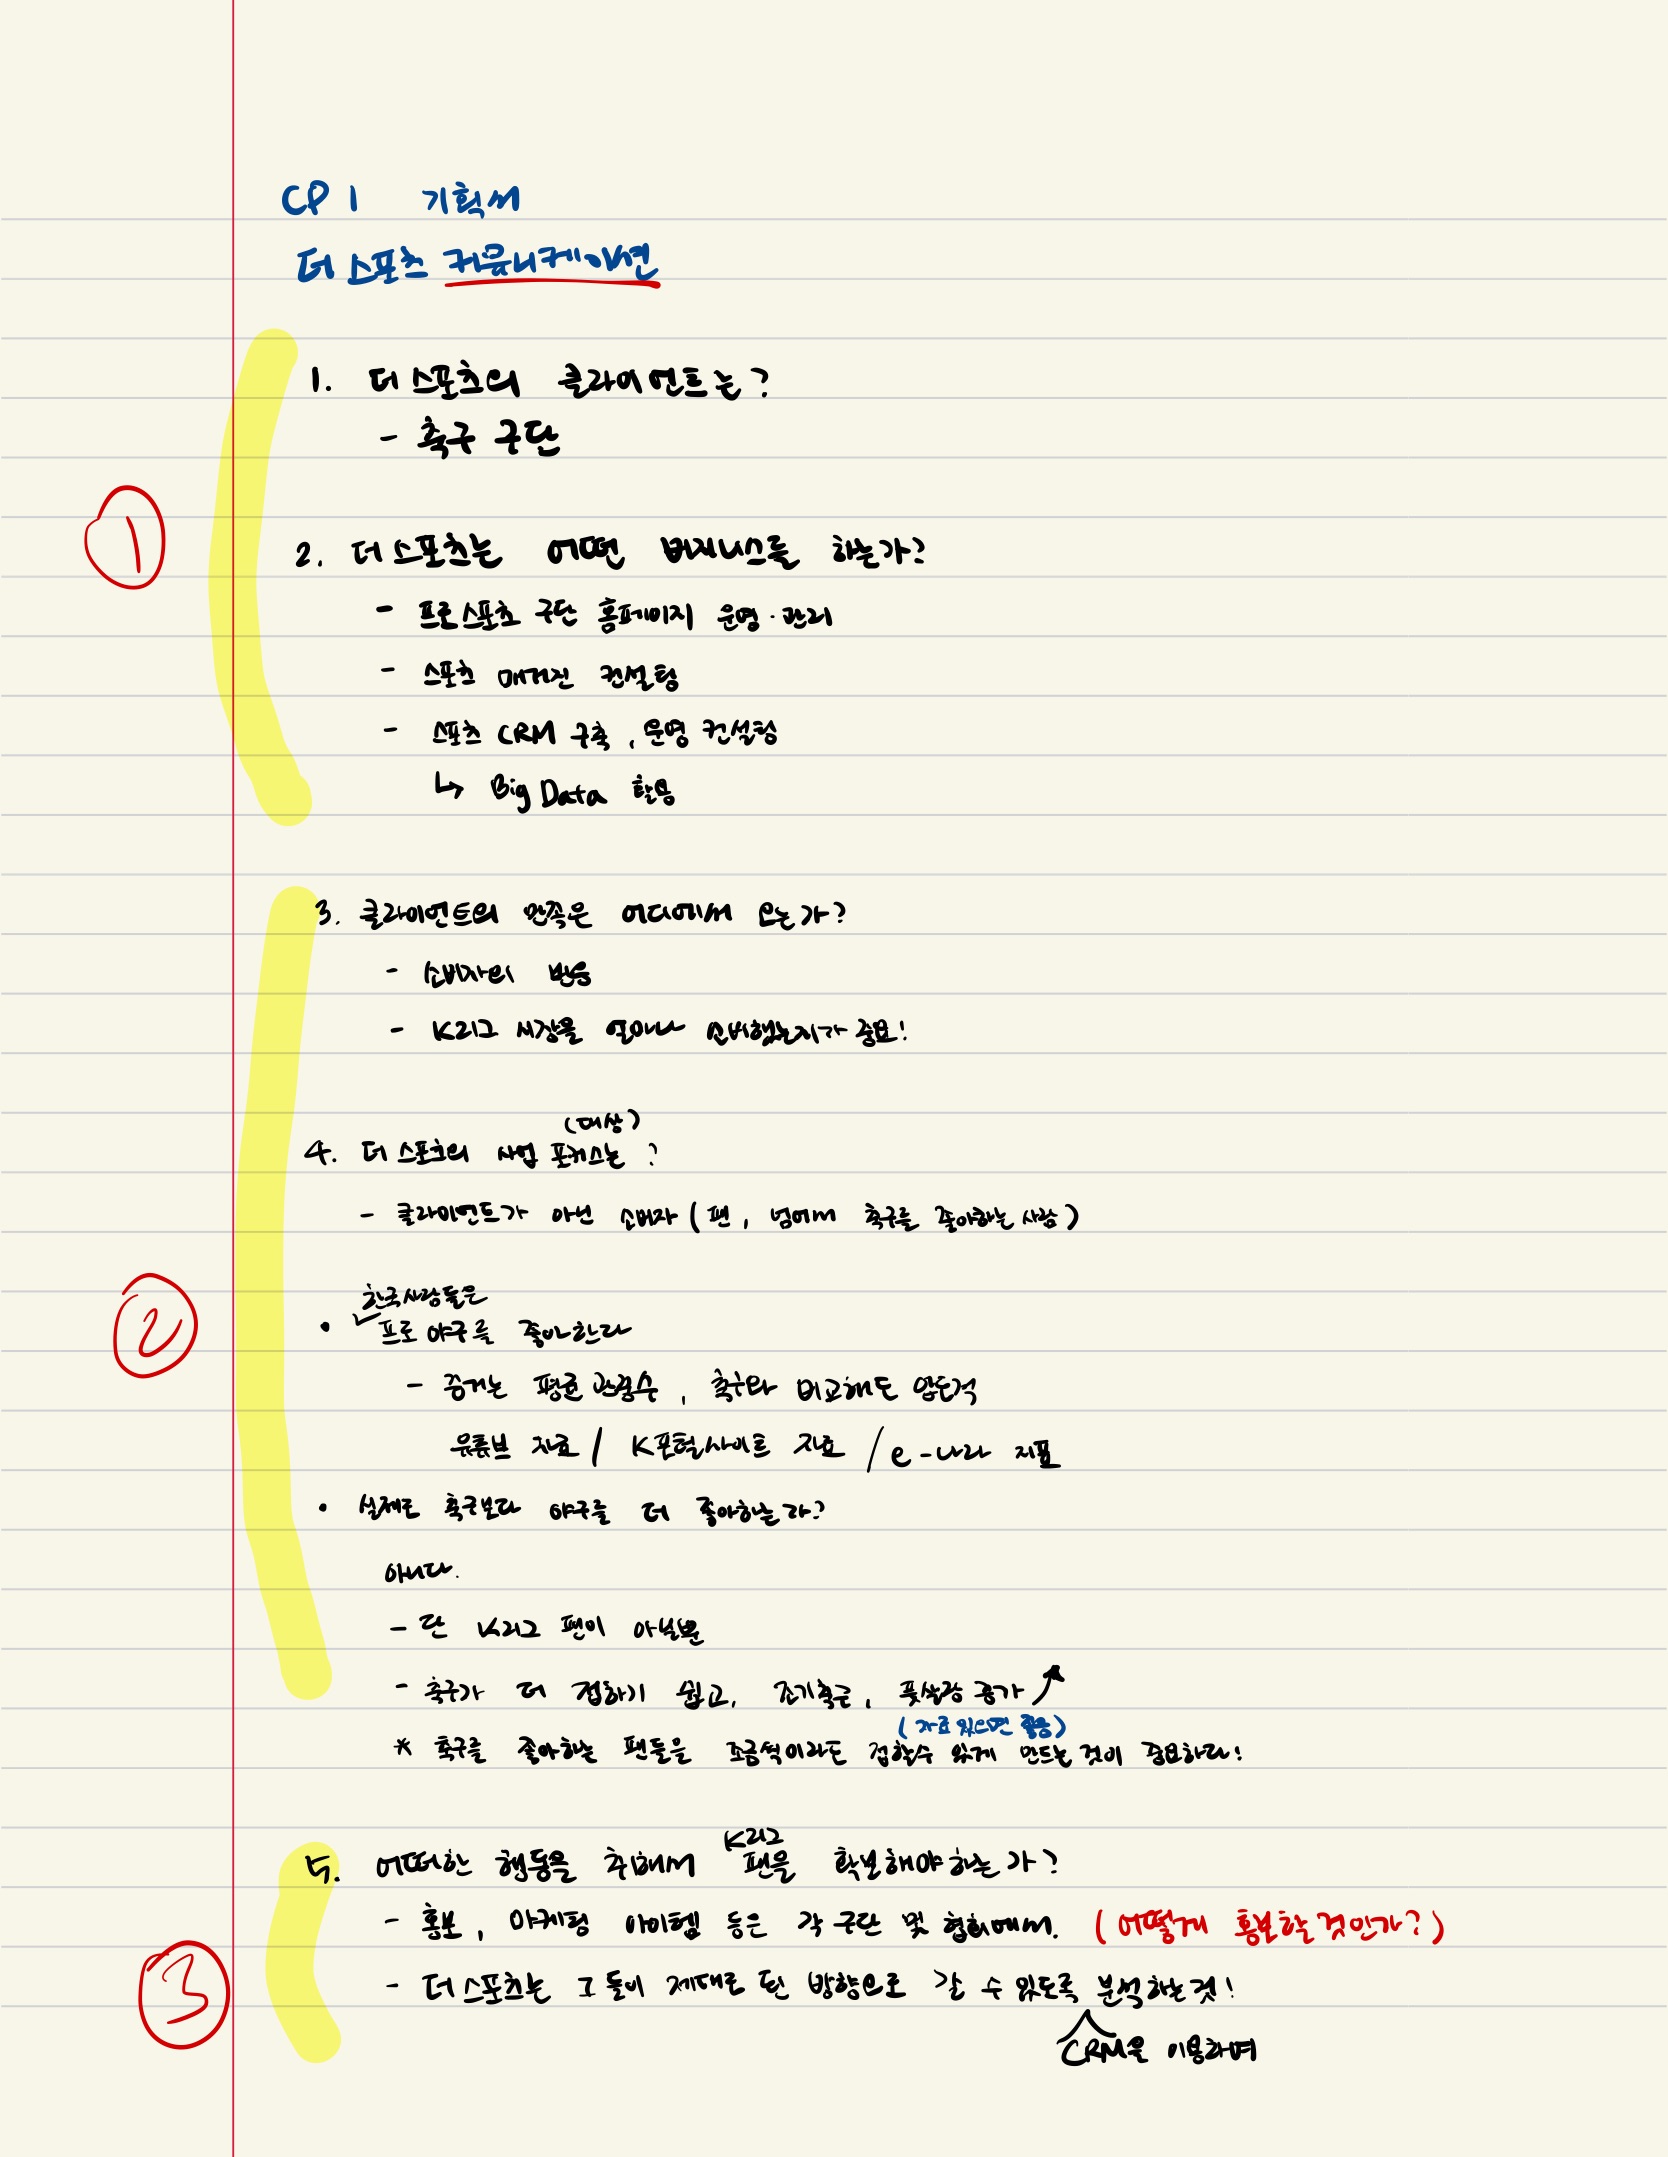 CP 1 기획서
더 스포츠 커뮤니케이션
1. 더 스포츠의 클라이언트는?
- 축구 구단
①
2. 더 스포츠는 어떤 비지니스를 하는가?
- 프로 스포츠 구단 홈페이지 운영·관리
- 스포츠 매거진 컨설팅
- 스포츠 CRM 구축, 운영 컨설팅
↳ Big Data 활용
3. 클라이언트의 만족은 어디에서 오는가?
- 소비자의 반응
- K리그 시장을 얼마나 소비했는지가 중요!
(대상)
4. 더 스포츠의 사업 포커스는?
- 클라이언트가 아닌 소비자 (팬, 넘어서 축구를 좋아하는 사람)
②
한국사람들은
• 프로 야구를 좋아한다
- 증거는 평균 관중수, 축구와 비교해도 압도적
유튜브 자료 / K포털사이트 자료 / e-나라 지표
• 실제로 축구보다 야구를 더 좋아하는가?
아니다.
- 단 K리그 팬이 아닐뿐
- 축구가 더 접하기 쉽고, 조기축구, 풋살장 증가 ↗
(자료 있으면 좋음)
* 축구를 좋아하는 팬들을 조금씩이라도 접할수 있게 만드는 것이 중요하다!
K리그
5. 어떠한 행동을 취해서 팬을 확보해야 하는가?
- 홍보, 마케팅 아이템 등은 각 구단 및 협회에서. (어떻게 홍보할 것인가?)
③
- 더 스포츠는 그들이 제대로 된 방향으로 갈 수 있도록 분석하는 것!
CRM을 이용하여